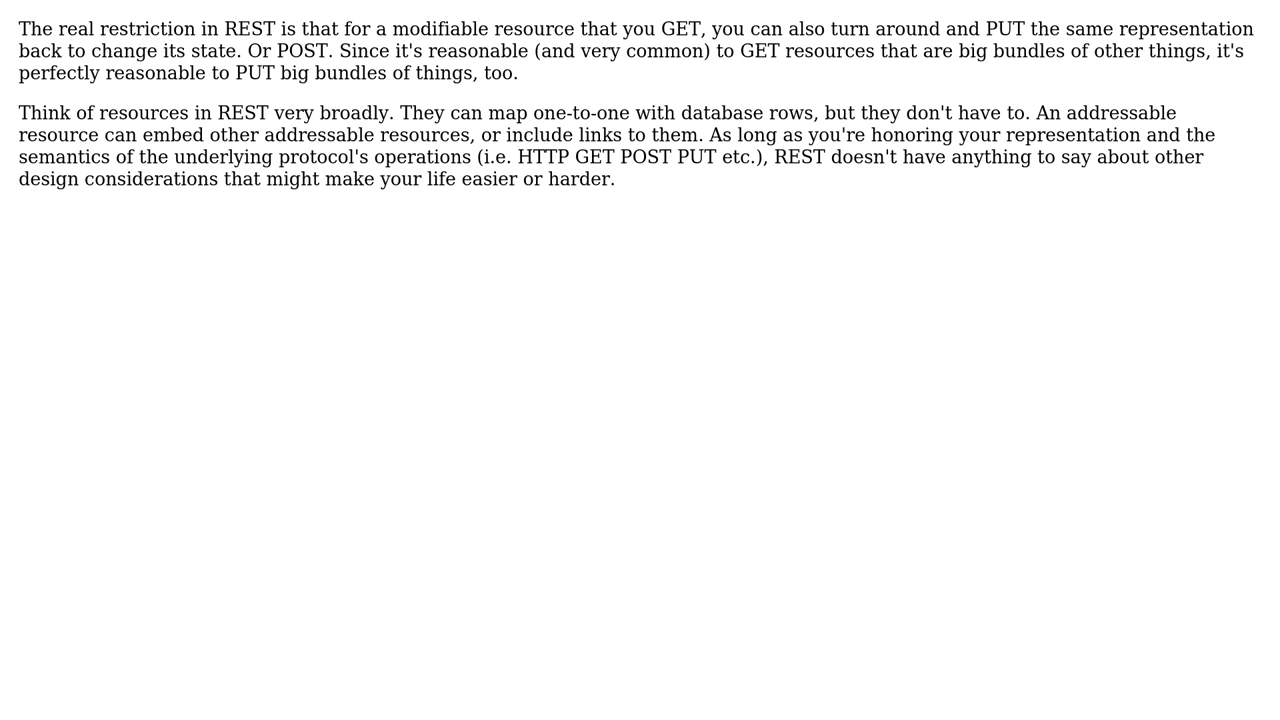 The real restriction in REST is that for a modifiable resource that you GET, you can also turn around and PUT the same representation
back to change its state. Or POST. Since it's reasonable (and very common) to GET resources that are big bundles of other things, it's
perfectly reasonable to PUT big bundles of things, too.
Think of resources in REST very broadly. They can map one-to-one with database rows, but they don't have to. An addressable
resource can embed other addressable resources, or include links to them. As long as you're honoring your representation and the
semantics of the underlying protocol's operations (i.e. HTTP GET POST PUT etc.), REST doesn't have anything to say about other
design considerations that might make your life easier or harder.